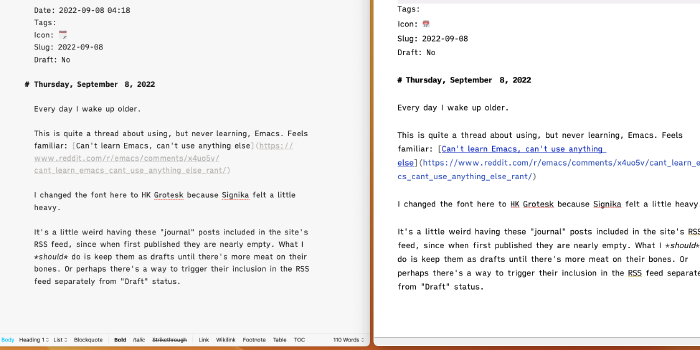 Date: 2022-09-08 04:18
Tags:
Icon:
Slug: 2022-09-08
Draft: No
# Thursday, September 8, 2022
Every day I wake up older.
This is quite a thread about using, but never learning, Emacs. Feels
familiar: [Can't learn Emacs, can't use anything else](https://
www.reddit.com/r/emacs/comments/x4uo5v/
cant_learn_emacs_cant_use_anything_else_rant/)
I changed the font here to HK Grotesk because Signika felt a little
heavy.
It's a little weird having these "journal" posts included in the site's
RSS feed, since when first published they are nearly empty. What I
*should* do is keep them as drafts until there's more meat on their
bones. Or perhaps there's a way to trigger their inclusion in the RSS
feed separately from "Draft" status.
Body Heading 1 List Blockquote Bold Italic Strikethrough Link Wikilink Footnote Table TOC 110 Words
Tags:
Icon:
Slug: 2022-09-08
Draft: No
# Thursday, September 8, 2022
Every day I wake up older.
This is quite a thread about using, but never learning, Emacs. Feels
familiar: [Can't learn Emacs, can't use anything
else](https://www.reddit.com/r/emacs/comments/x4uo5v/cant_learn_e
cs_cant_use_anything_else_rant/)
I changed the font here to HK Grotesk because Signika felt a little heavy
It's a little weird having these "journal" posts included in the site's RSS
feed, since when first published they are nearly empty. What I *should*
do is keep them as drafts until there's more meat on their bones. Or
perhaps there's a way to trigger their inclusion in the RSS feed separate
from "Draft" status.